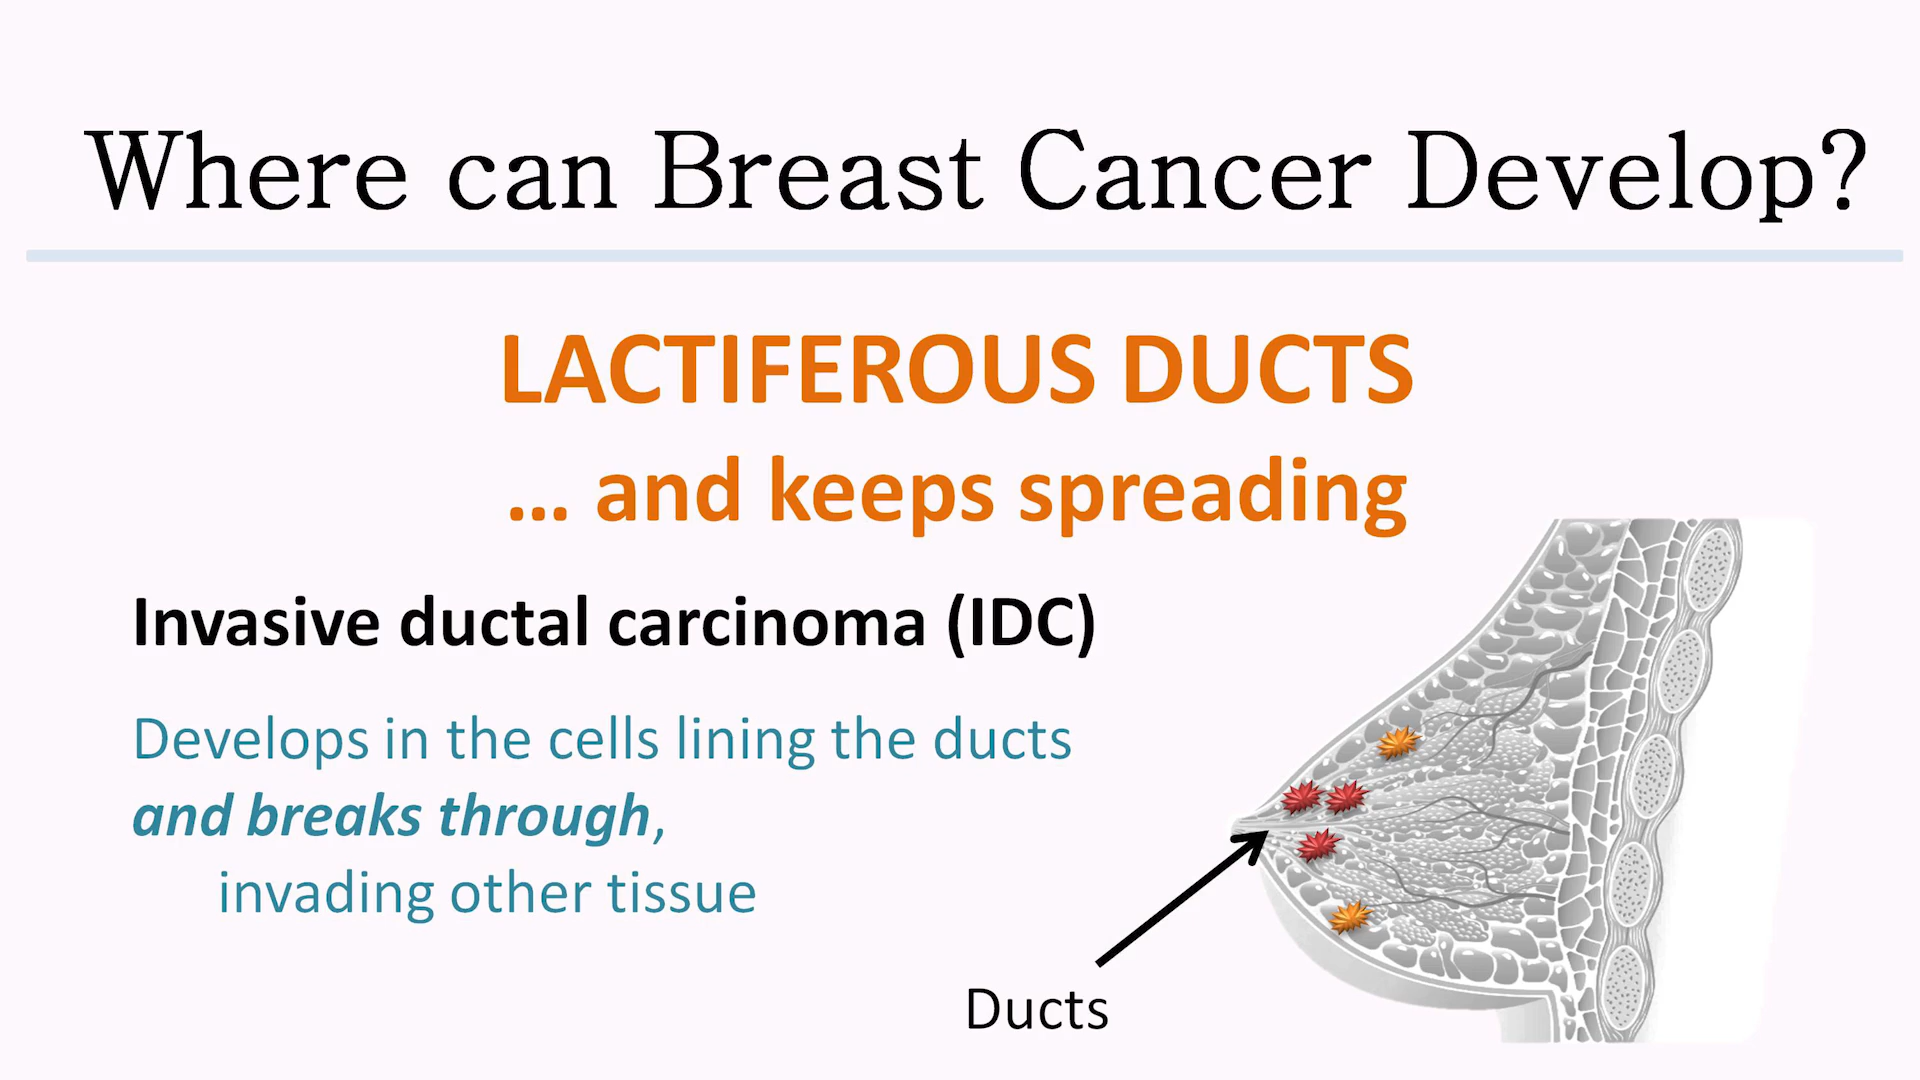 Where can Breast Cancer Develop?
LACTIFEROUS DUCTS
... and keeps spreading
Invasive ductal carcinoma (IDC)
Develops in the cells lining the ducts
and breaks through,
invading other tissue
Ducts